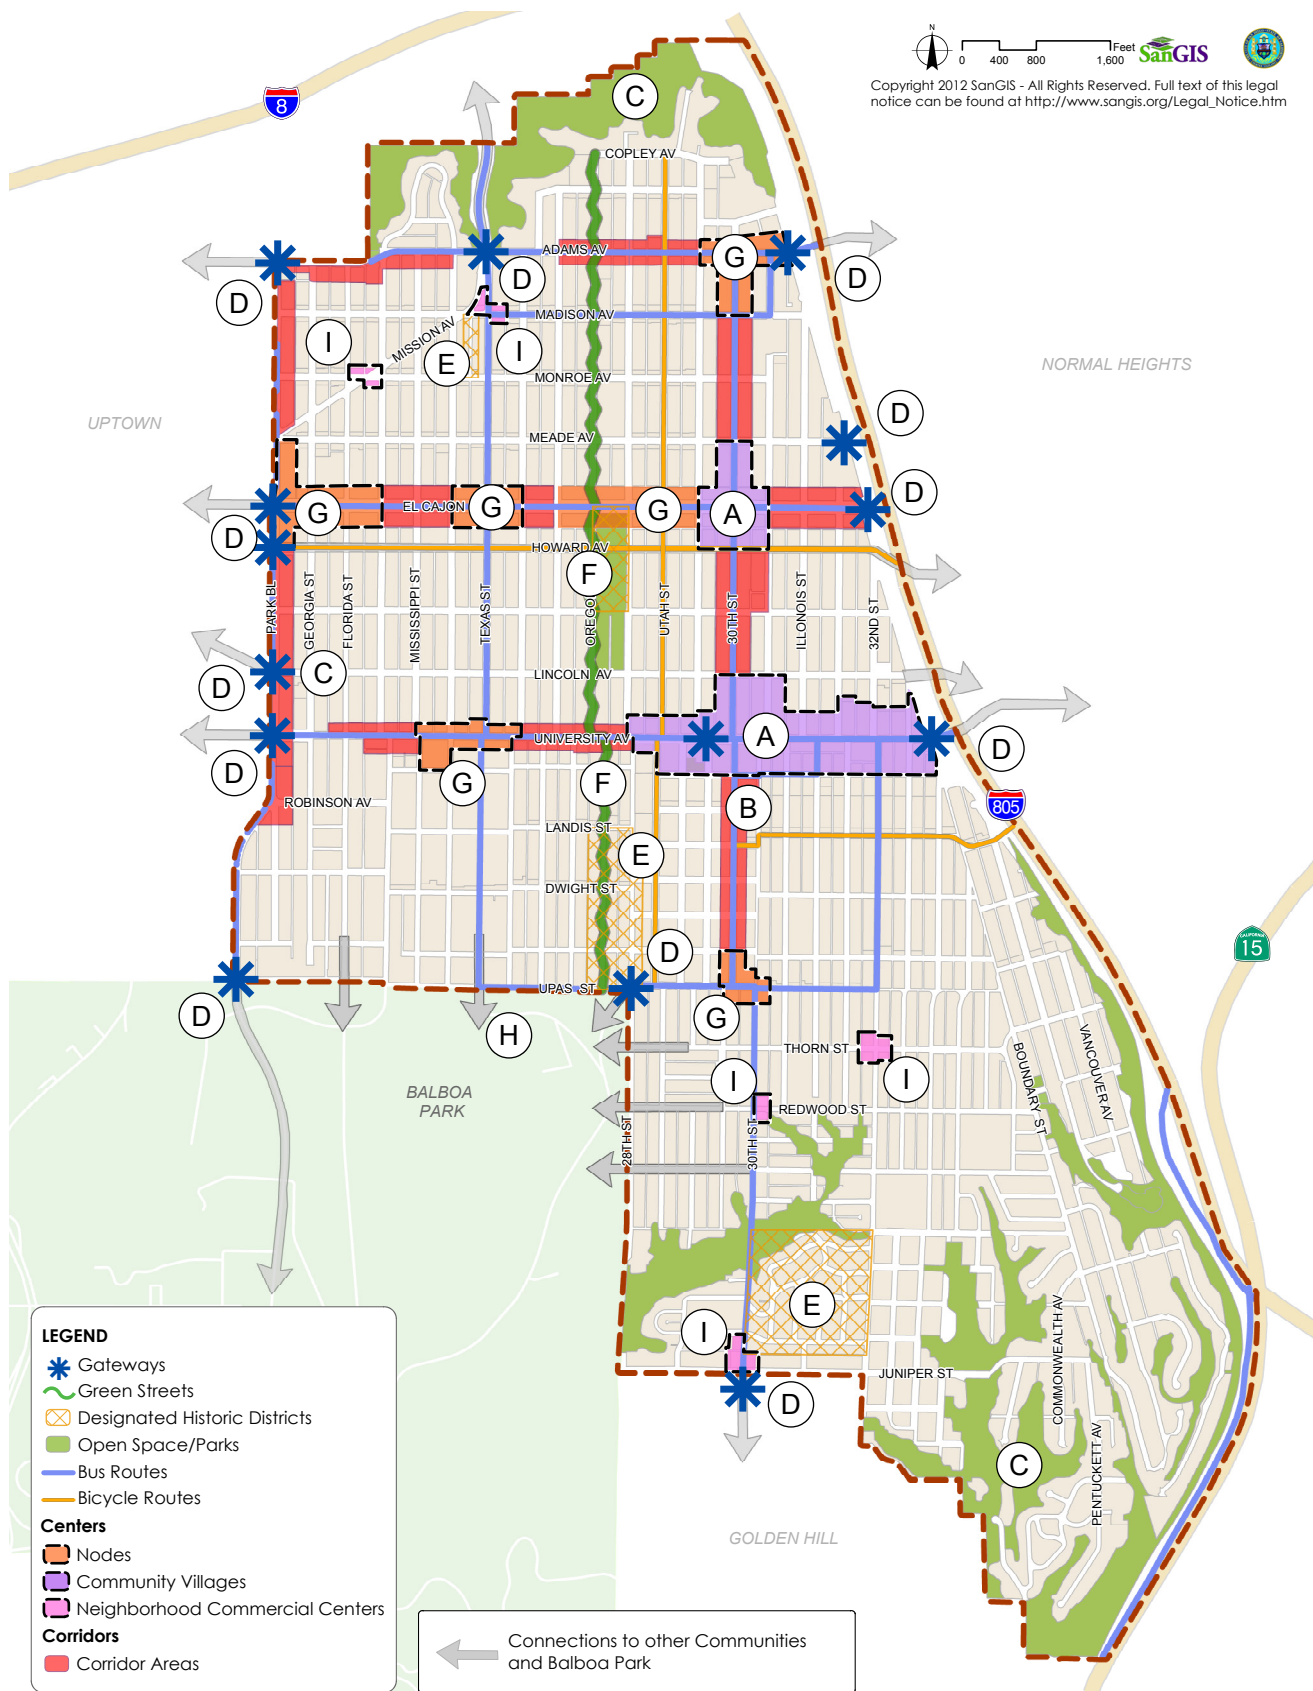 N
0 400 800 1,600 Feet
SanGIS
Copyright 2012 SanGIS - All Rights Reserved. Full text of this legal
notice can be found at http://www.sangis.org/Legal_Notice.htm
8
C
COPLEY AV
ADAMS AV
G
D
D
D
MADISON AV
I
MISSION AV
E
I
MONROE AV
NORMAL HEIGHTS
UPTOWN
D
MEADE AV
D
G
EL CAJON
G
G
A
D
HOWARD AV
F
PARK BL
GEORGIA ST
FLORIDA ST
MISSISSIPPI ST
TEXAS ST
OREGO
UTAH ST
30TH ST
ILLONOIS ST
32ND ST
D
C
LINCOLN AV
UNIVERSITY AV
A
D
D
G
F
B
ROBINSON AV
805
LANDIS ST
E
DWIGHT ST
D
15
CALIFORNIA
UPAS ST
D
H
G
THORN ST
I
I
BOUNDARY ST
VANCOUVER AV
BALBOA
PARK
REDWOOD ST
28TH ST
30TH ST
E
I
JUNIPER ST
COMMONWEALTH AV
D
C
PENTUCKETT AV
GOLDEN HILL
LEGEND
Gateways
Green Streets
Designated Historic Districts
Open Space/Parks
Bus Routes
Bicycle Routes
Centers
Nodes
Community Villages
Neighborhood Commercial Centers
Corridors
Corridor Areas
Connections to other Communities
and Balboa Park